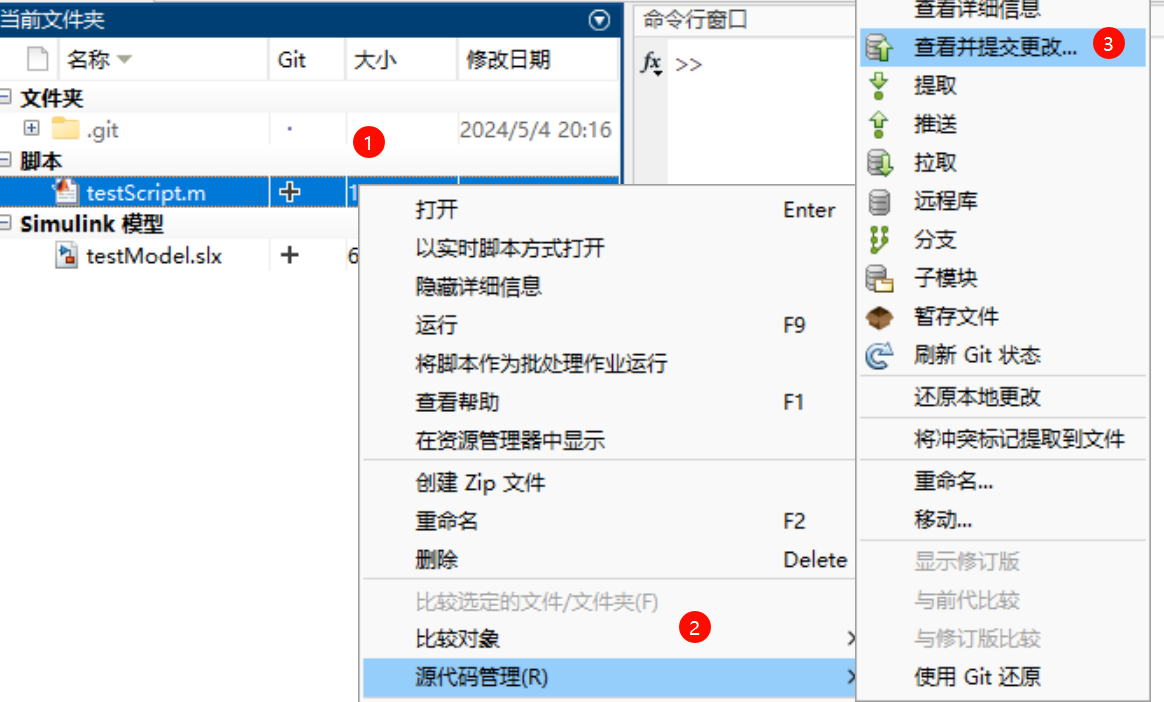 当前文件夹
名称 Git 大小 修改日期
文件夹
.git 2024/5/4 20:16
1
脚本
testScript.m 1
Simulink 模型
testModel.slx 6
命令行窗口
fx >>
打开 Enter
以实时脚本方式打开
隐藏详细信息
运行 F9
将脚本作为批处理作业运行
查看帮助 F1
在资源管理器中显示
创建 Zip 文件
重命名 F2
删除 Delete
比较选定的文件/文件夹(F)
比较对象
2
源代码管理(R)
查看详细信息
查看并提交更改... 3
提取
推送
拉取
远程库
分支
子模块
暂存文件
刷新 Git 状态
还原本地更改
将冲突标记提取到文件
重命名...
移动...
显示修订版
与前代比较
与修订版比较
使用 Git 还原